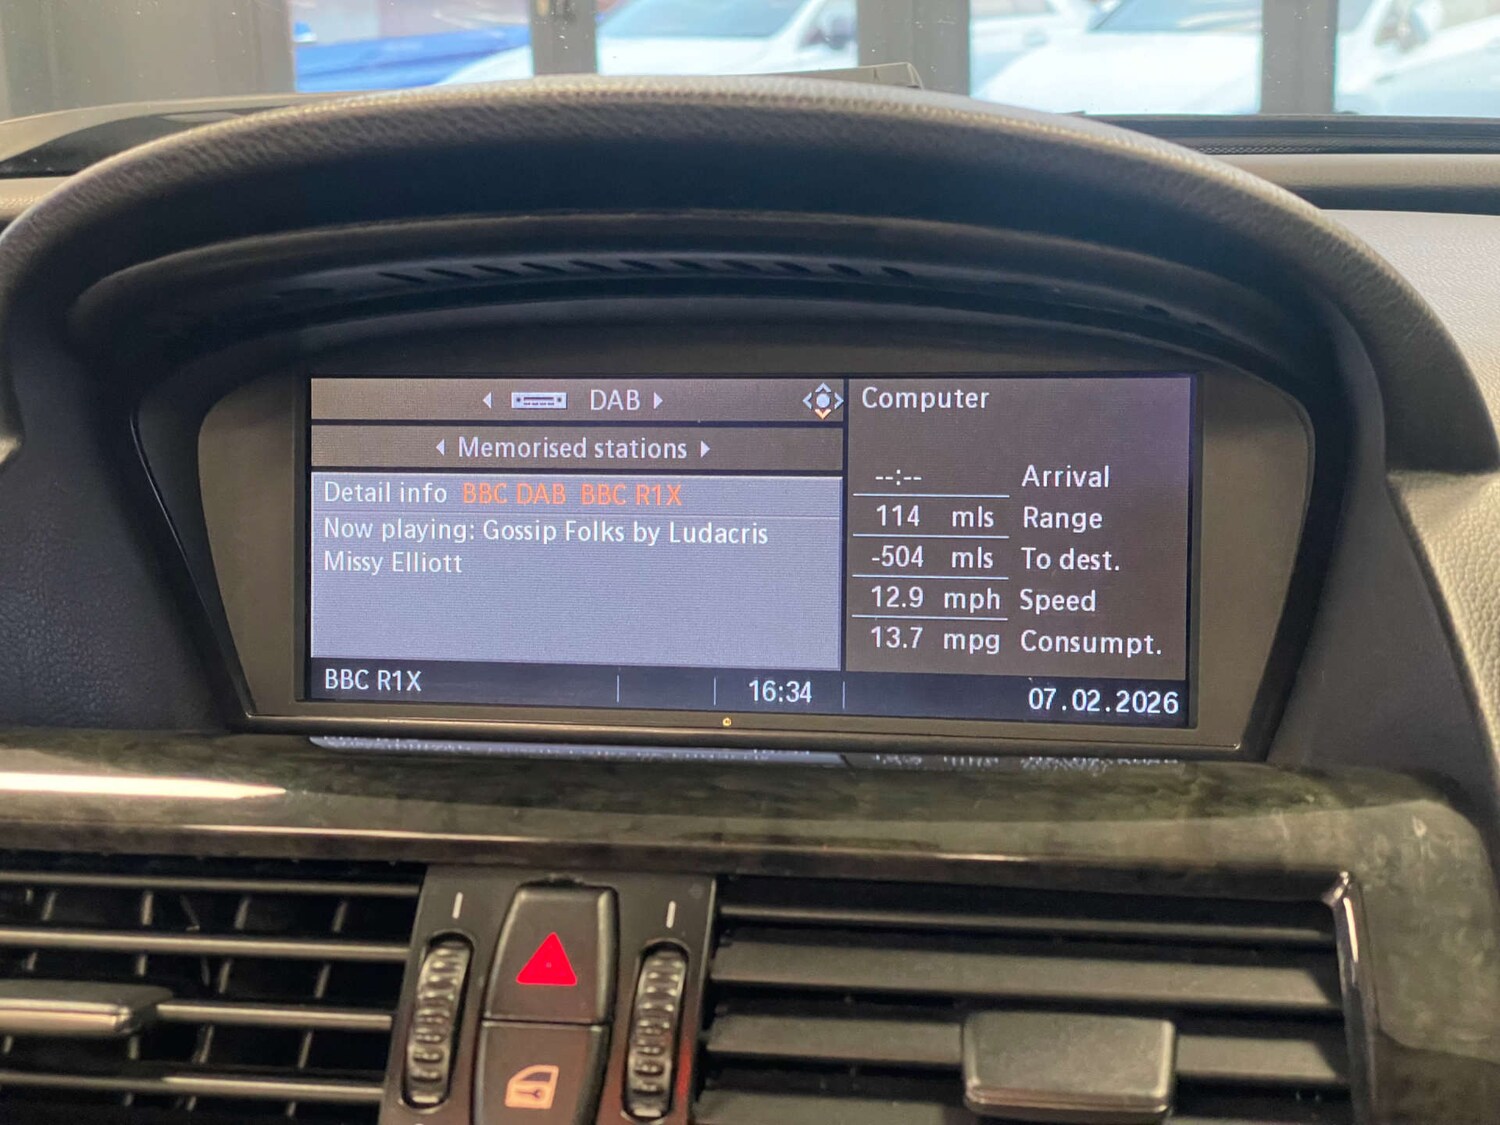 DAB
Memorised stations
Detail info BBC DAB BBC R1X
Now playing: Gossip Folks by Ludacris
Missy Elliott
BBC R1X
16:34
Computer
--:-- Arrival
114 mls Range
-504 mls To dest.
12.9 mph Speed
13.7 mpg Consumpt.
07.02.2026